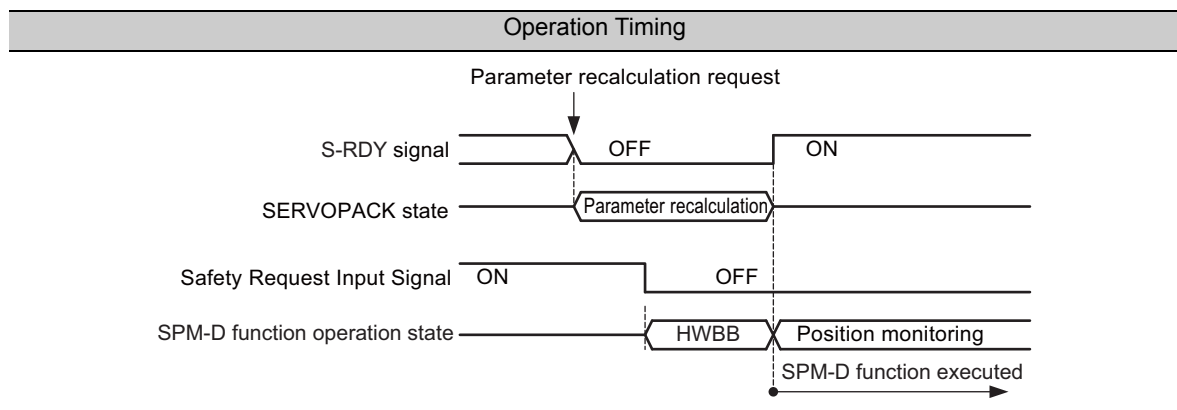 Operation Timing
Parameter recalculation request
S-RDY signal OFF ON
SERVOPACK state Parameter recalculation
Safety Request Input Signal ON OFF
SPM-D function operation state HWBB Position monitoring
SPM-D function executed